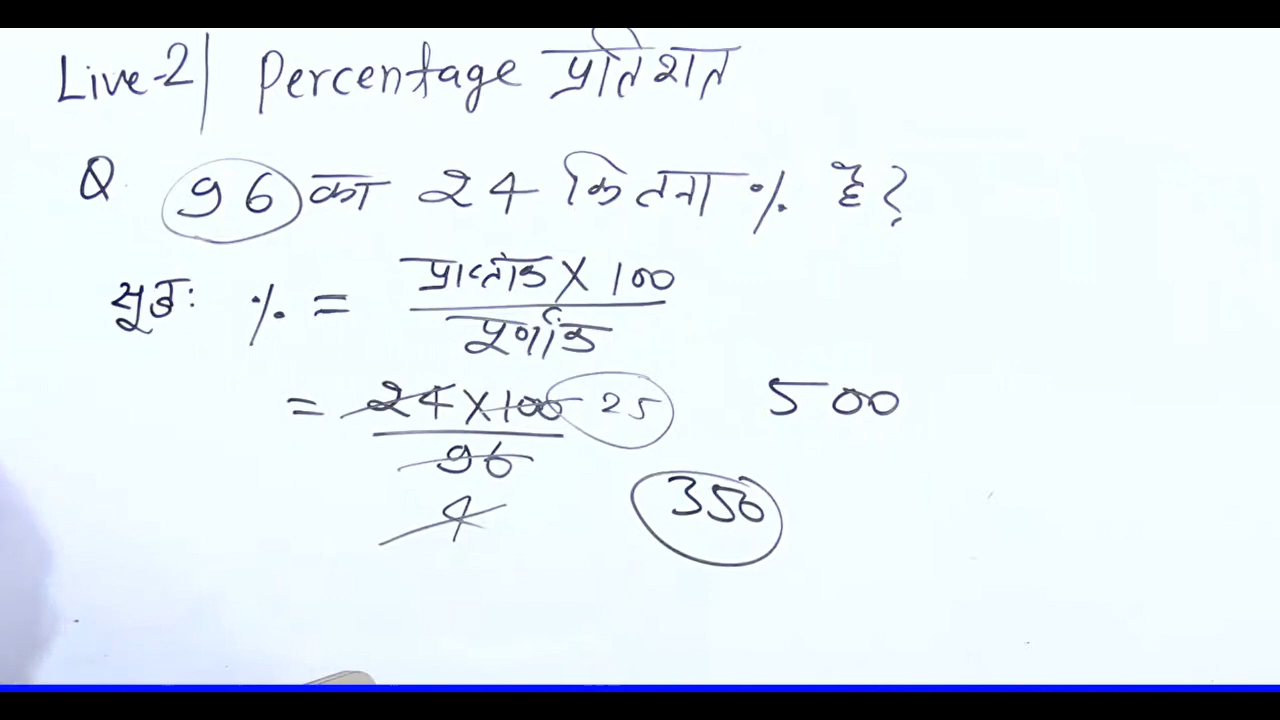 Live-2| Percentage प्रतिशत
Q 96 का 24 कितना % है?
सूत्र: % = प्राप्तांक X 100
पूर्णांक
= 24 X 100 25 500
96
4 350